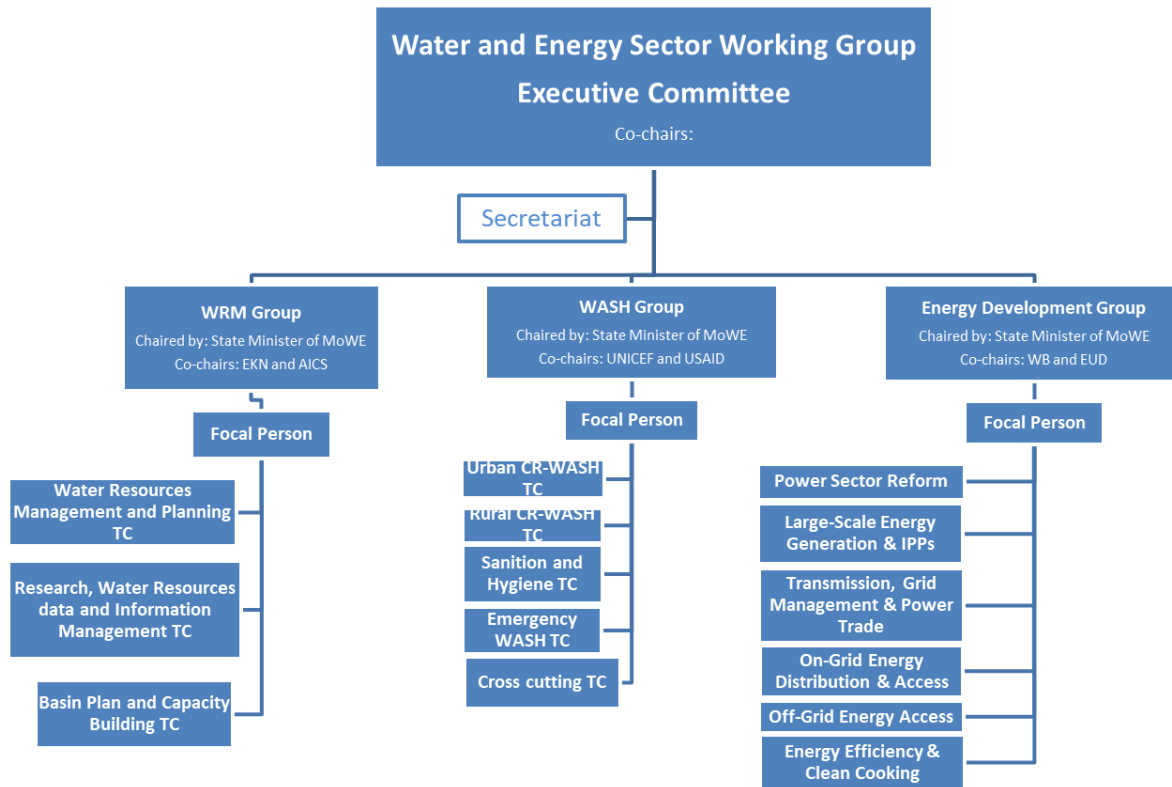 Water and Energy Sector Working Group
Executive Committee
Co-chairs:
Secretariat
WRM Group
Chaired by: State Minister of MoWE
Co-chairs: EKN and AICS
Focal Person
Water Resources
Management and Planning
TC
Research, Water Resources
data and Information
Management TC
Basin Plan and Capacity
Building TC
WASH Group
Chaired by: State Minister of MoWE
Co-chairs: UNICEF and USAID
Focal Person
Urban CR-WASH
TC
Rural CR-WASH
TC
Sanition and
Hygiene TC
Emergency
WASH TC
Cross cutting TC
Energy Development Group
Chaired by: State Minister of MoWE
Co-chairs: WB and EUD
Focal Person
Power Sector Reform
Large-Scale Energy
Generation & IPPs
Transmission, Grid
Management & Power
Trade
On-Grid Energy
Distribution & Access
Off-Grid Energy Access
Energy Efficiency &
Clean Cooking